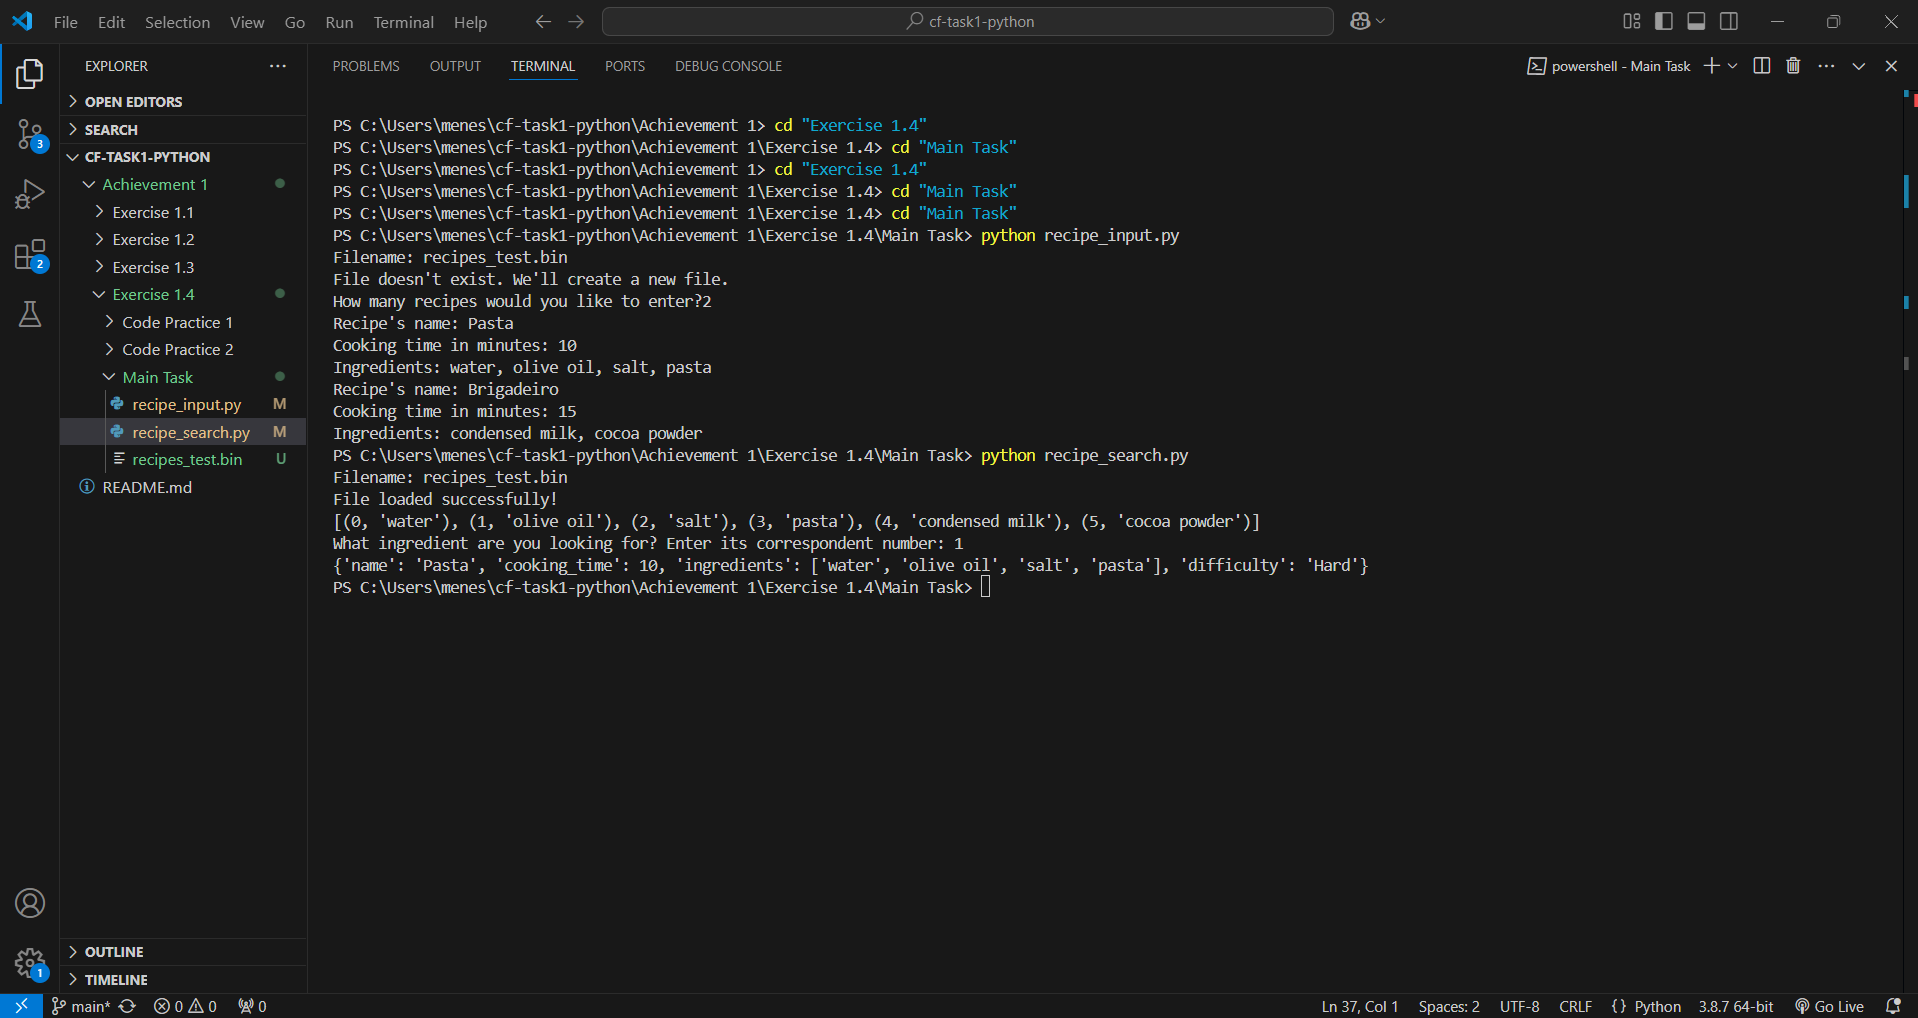 File Edit Selection View Go Run Terminal Help
cf-task1-python
EXPLORER
OPEN EDITORS
SEARCH
CF-TASK1-PYTHON
Achievement 1
Exercise 1.1
Exercise 1.2
Exercise 1.3
Exercise 1.4
Code Practice 1
Code Practice 2
Main Task
recipe_input.py M
recipe_search.py M
recipes_test.bin U
README.md
OUTLINE
TIMELINE
3
2
1
PROBLEMS OUTPUT TERMINAL PORTS DEBUG CONSOLE
powershell - Main Task
PS C:\Users\menes\cf-task1-python\Achievement 1> cd "Exercise 1.4"
PS C:\Users\menes\cf-task1-python\Achievement 1\Exercise 1.4> cd "Main Task"
PS C:\Users\menes\cf-task1-python\Achievement 1> cd "Exercise 1.4"
PS C:\Users\menes\cf-task1-python\Achievement 1\Exercise 1.4> cd "Main Task"
PS C:\Users\menes\cf-task1-python\Achievement 1\Exercise 1.4> cd "Main Task"
PS C:\Users\menes\cf-task1-python\Achievement 1\Exercise 1.4\Main Task> python recipe_input.py
Filename: recipes_test.bin
File doesn't exist. We'll create a new file.
How many recipes would you like to enter?2
Recipe's name: Pasta
Cooking time in minutes: 10
Ingredients: water, olive oil, salt, pasta
Recipe's name: Brigadeiro
Cooking time in minutes: 15
Ingredients: condensed milk, cocoa powder
PS C:\Users\menes\cf-task1-python\Achievement 1\Exercise 1.4\Main Task> python recipe_search.py
Filename: recipes_test.bin
File loaded successfully!
[(0, 'water'), (1, 'olive oil'), (2, 'salt'), (3, 'pasta'), (4, 'condensed milk'), (5, 'cocoa powder')]
What ingredient are you looking for? Enter its correspondent number: 1
{'name': 'Pasta', 'cooking_time': 10, 'ingredients': ['water', 'olive oil', 'salt', 'pasta'], 'difficulty': 'Hard'}
PS C:\Users\menes\cf-task1-python\Achievement 1\Exercise 1.4\Main Task>
main* 0 0 0 Ln 37, Col 1 Spaces: 2 UTF-8 CRLF {} Python 3.8.7 64-bit Go Live